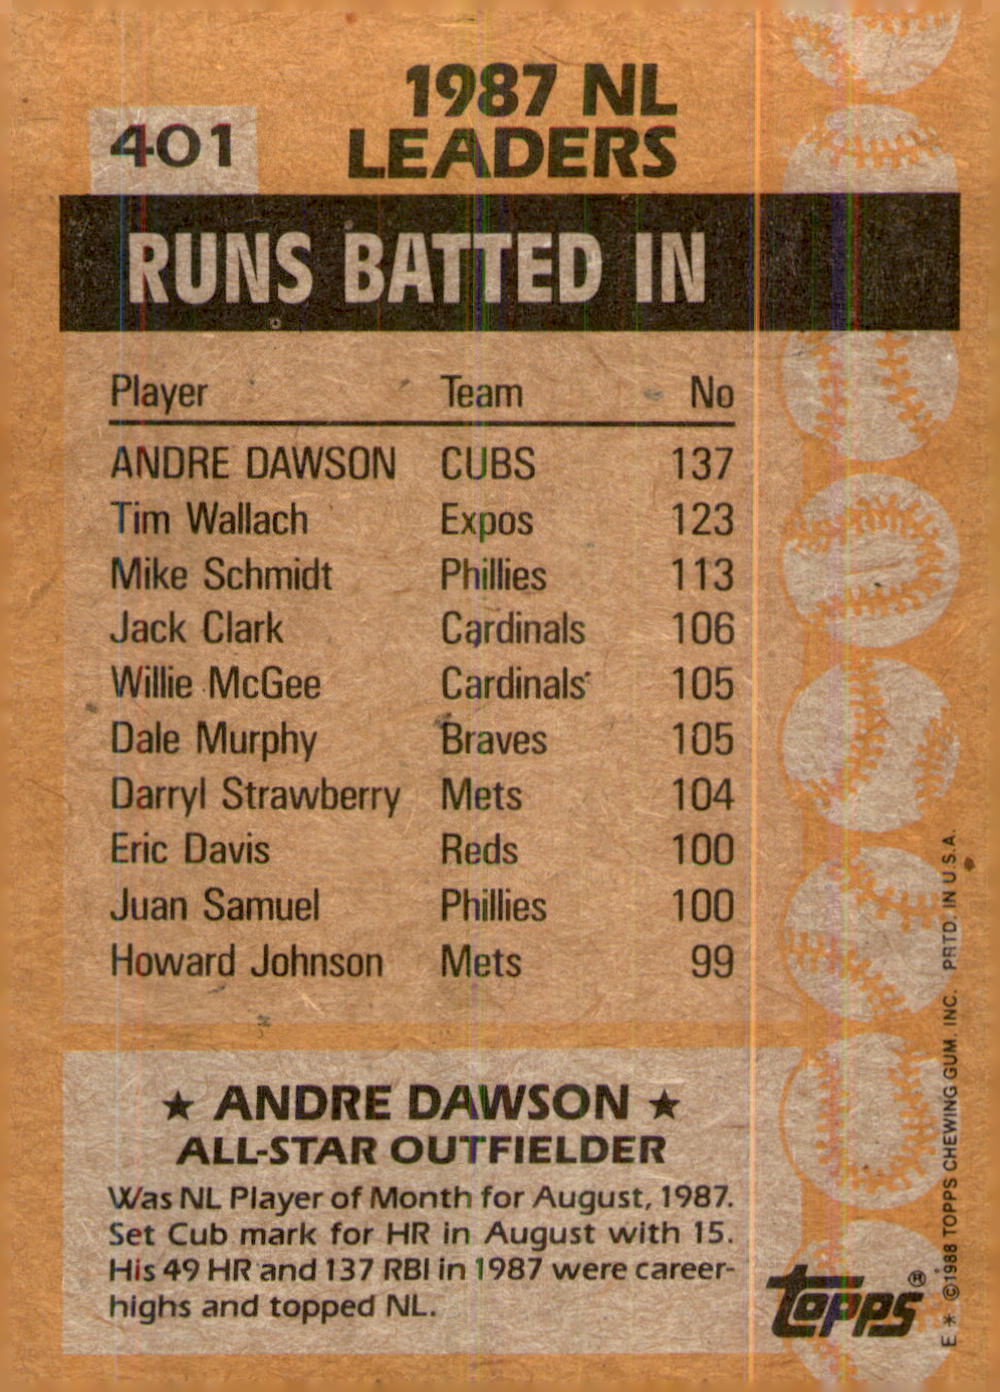 401
1987 NL
LEADERS
RUNS BATTED IN
Player Team No
ANDRE DAWSON CUBS 137
Tim Wallach Expos 123
Mike Schmidt Phillies 113
Jack Clark Cardinals 106
Willie McGee Cardinals 105
Dale Murphy Braves 105
Darryl Strawberry Mets 104
Eric Davis Reds 100
Juan Samuel Phillies 100
Howard Johnson Mets 99
★ ANDRE DAWSON ★
ALL-STAR OUTFIELDER
Was NL Player of Month for August, 1987.
Set Cub mark for HR in August with 15.
His 49 HR and 137 RBI in 1987 were career-
highs and topped NL.
topps®
E * ©1988 TOPPS CHEWING GUM, INC. PRTD. IN U.S.A.